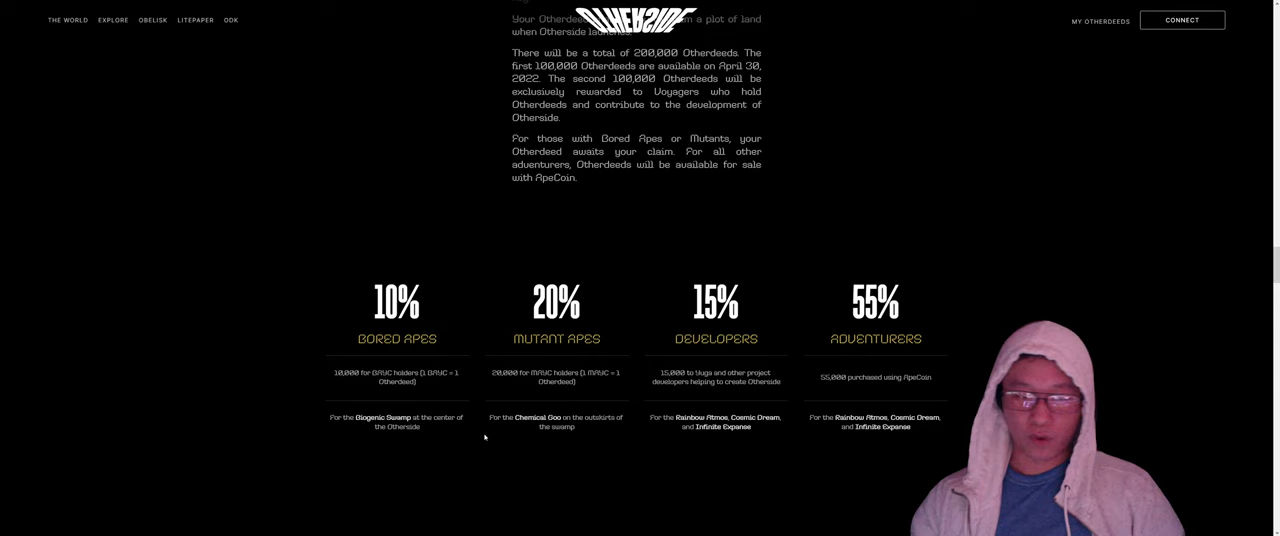 THE WORLD EXPLORE OBELISK LITEPAPER ODK
OTHERSIDE
MY OTHERDEEDS CONNECT
Your a plot of land
when Otherside launches.
There will be a total of 200,000 Otherdeeds. The
first 100,000 Otherdeeds are available on April 30,
2022. The second 100,000 Otherdeeds will be
exclusively rewarded to Voyagers who hold
Otherdeeds and contribute to the development of
Otherside.
For those with Bored Apes or Mutants, your
Otherdeed awaits your claim. For all other
adventurers, Otherdeeds will be available for sale
with ApeCoin.
10%
BORED APES
10,000 for BAYC holders (1 BAYC = 1
Otherdeed)
For the Biogenic Swamp at the center of
the Otherside
20%
MUTANT APES
20,000 for MAYC holders (1 MAYC = 1
Otherdeed)
For the Chemical Goo on the outskirts of
the swamp
15%
DEVELOPERS
15,000 to Yuga and other project
developers helping to create Otherside
For the Rainbow Atmos, Cosmic Dream,
and Infinite Expanse
55%
ADVENTURERS
55,000 purchased using ApeCoin
For the Rainbow Atmos, Cosmic Dream,
and Infinite Expanse